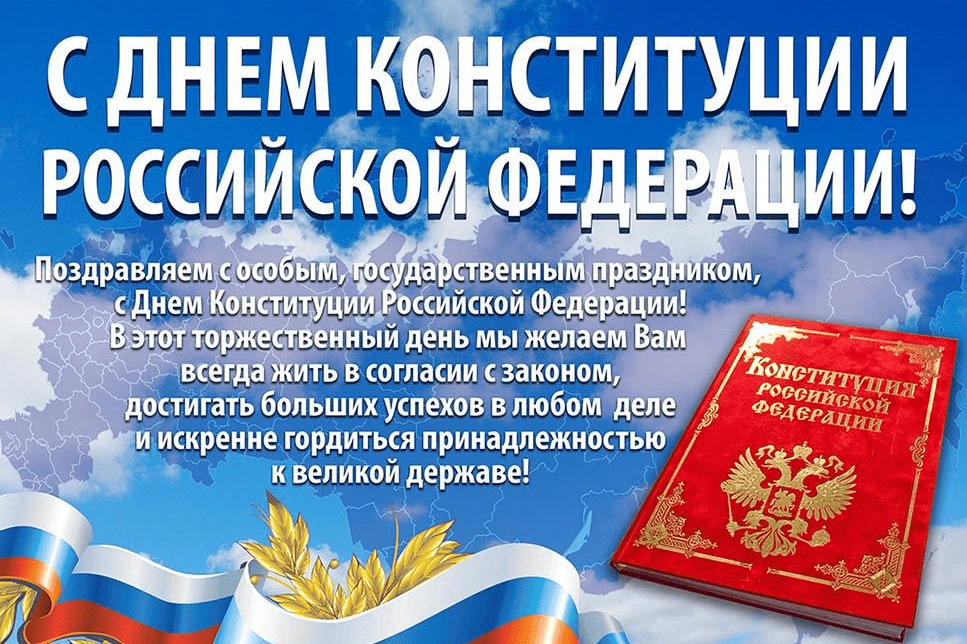 С ДНЕМ КОНСТИТУЦИИ
РОССИЙСКОЙ ФЕДЕРАЦИИ!
Поздравляем с особым, государственным праздником,
с Днем Конституции Российской Федерации!
В этот торжественный день мы желаем Вам
всегда жить в согласии с законом,
достигать больших успехов в любом деле
и искренне гордиться принадлежностью
к великой державе!
Конституция
российской
федерации